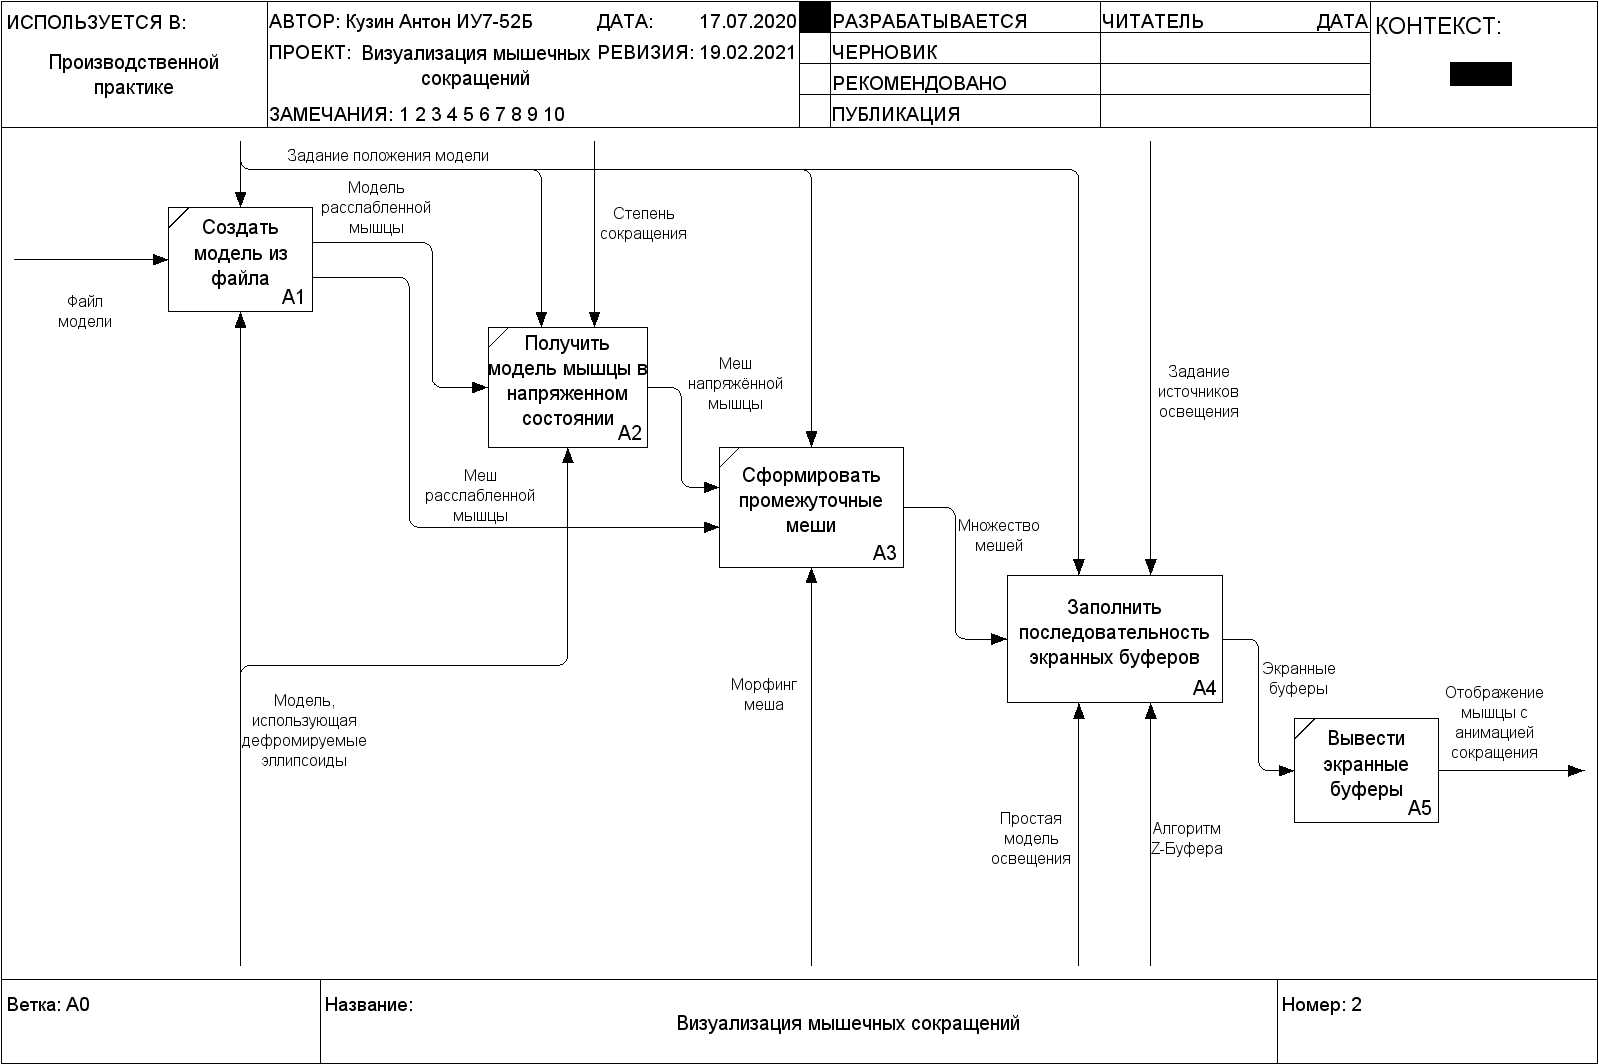 ИСПОЛЬЗУЕТСЯ В:
Производственной
практике
АВТОР: Кузин Антон ИУ7-52Б
ДАТА: 17.07.2020
ПРОЕКТ: Визуализация мышечных
сокращений
РЕВИЗИЯ: 19.02.2021
ЗАМЕЧАНИЯ: 1 2 3 4 5 6 7 8 9 10
РАЗРАБАТЫВАЕТСЯ
ЧЕРНОВИК
РЕКОМЕНДОВАНО
ПУБЛИКАЦИЯ
ЧИТАТЕЛЬ
ДАТА
КОНТЕКСТ:
Задание положения модели
Модель
расслабленной
мышцы
Степень
сокращения
Создать
модель из
файла
A1
Файл
модели
Получить
модель мышцы в
напряженном
состоянии
A2
Меш
напряжённой
мышцы
Задание
источников
освещения
Меш
расслабленной
мышцы
Сформировать
промежуточные
меши
A3
Множество
мешей
Заполнить
последовательность
экранных буферов
A4
Экранные
буферы
Модель,
использующая
дефромируемые
эллипсоиды
Морфинг
меша
Отображение
мышцы с
анимацией
сокращения
Вывести
экранные
буферы
A5
Простая
модель
освещения
Алгоритм
Z-Буфера
Ветка: A0
Название:
Визуализация мышечных сокращений
Номер: 2